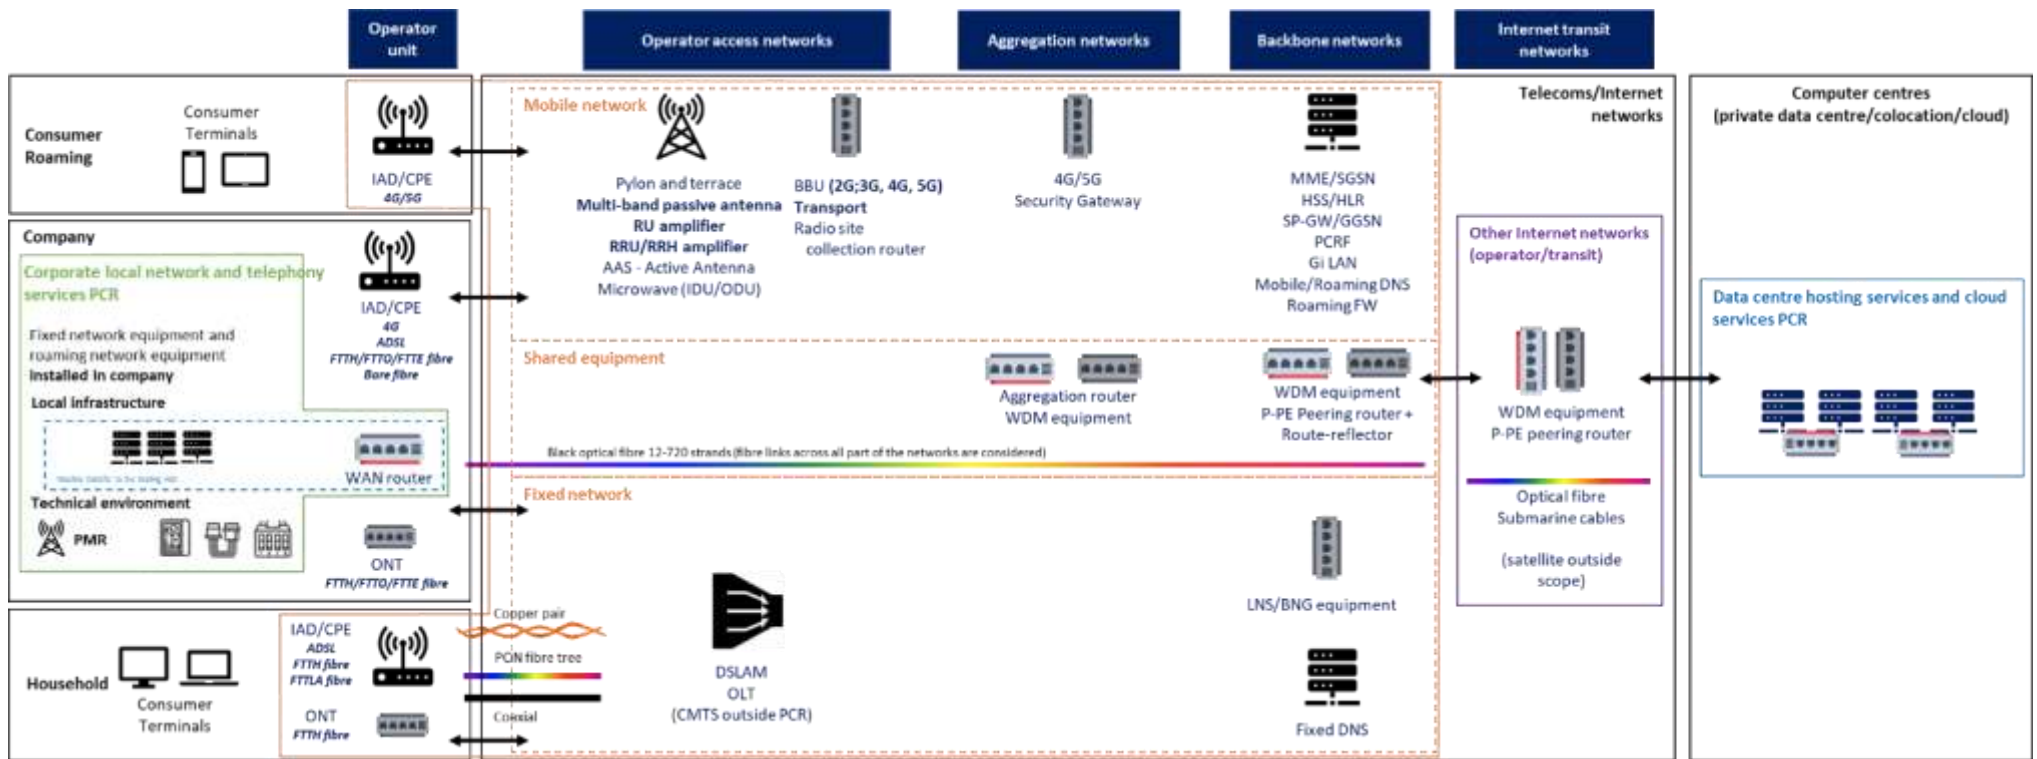 Operator
unit
Operator access networks
Aggregation networks
Backbone networks
Internet transit
networks
Consumer
Roaming
Consumer
Terminals
IAD/CPE
4G/5G
Mobile network
Pylon and terrace
Multi-band passive antenna
RU amplifier
RRU/RRH amplifier
AAS - Active Antenna
Microwave (IDU/ODU)
BBU (2G;3G, 4G, 5G)
Transport
Radio site
collection router
4G/5G
Security Gateway
MME/SGSN
HSS/HLR
SP-GW/GGSN
PCRF
Gi LAN
Mobile/Roaming DNS
Roaming FW
Telecoms/Internet
networks
Computer centres
(private data centre/colocation/cloud)
Company
Corporate local network and telephony
services PCR
Fixed network equipment and
roaming network equipment
Installed in company
Local infrastructure
WAN router
Technical environment
PMR
IAD/CPE
4G
ADSL
FTTH/FTTO/FTTE fibre
Bare fibre
ONT
FTTH/FTTO/FTTE fibre
Shared equipment
Aggregation router
WDM equipment
WDM equipment
P-PE Peering router +
Route-reflector
Black optical fibre 12-720 strands (fibre links across all part of the networks are considered)
Other Internet networks
(operator/transit)
WDM equipment
P-PE peering router
Optical fibre
Submarine cables
(satellite outside
scope)
Data centre hosting services and cloud
services PCR
Fixed network
LNS/BNG equipment
Fixed DNS
Household
Consumer
Terminals
IAD/CPE
ADSL
FTTH fibre
FTTLA fibre
ONT
FTTH fibre
Copper pair
PON fibre tree
Coaxial
DSLAM
OLT
(CMTS outside PCR)